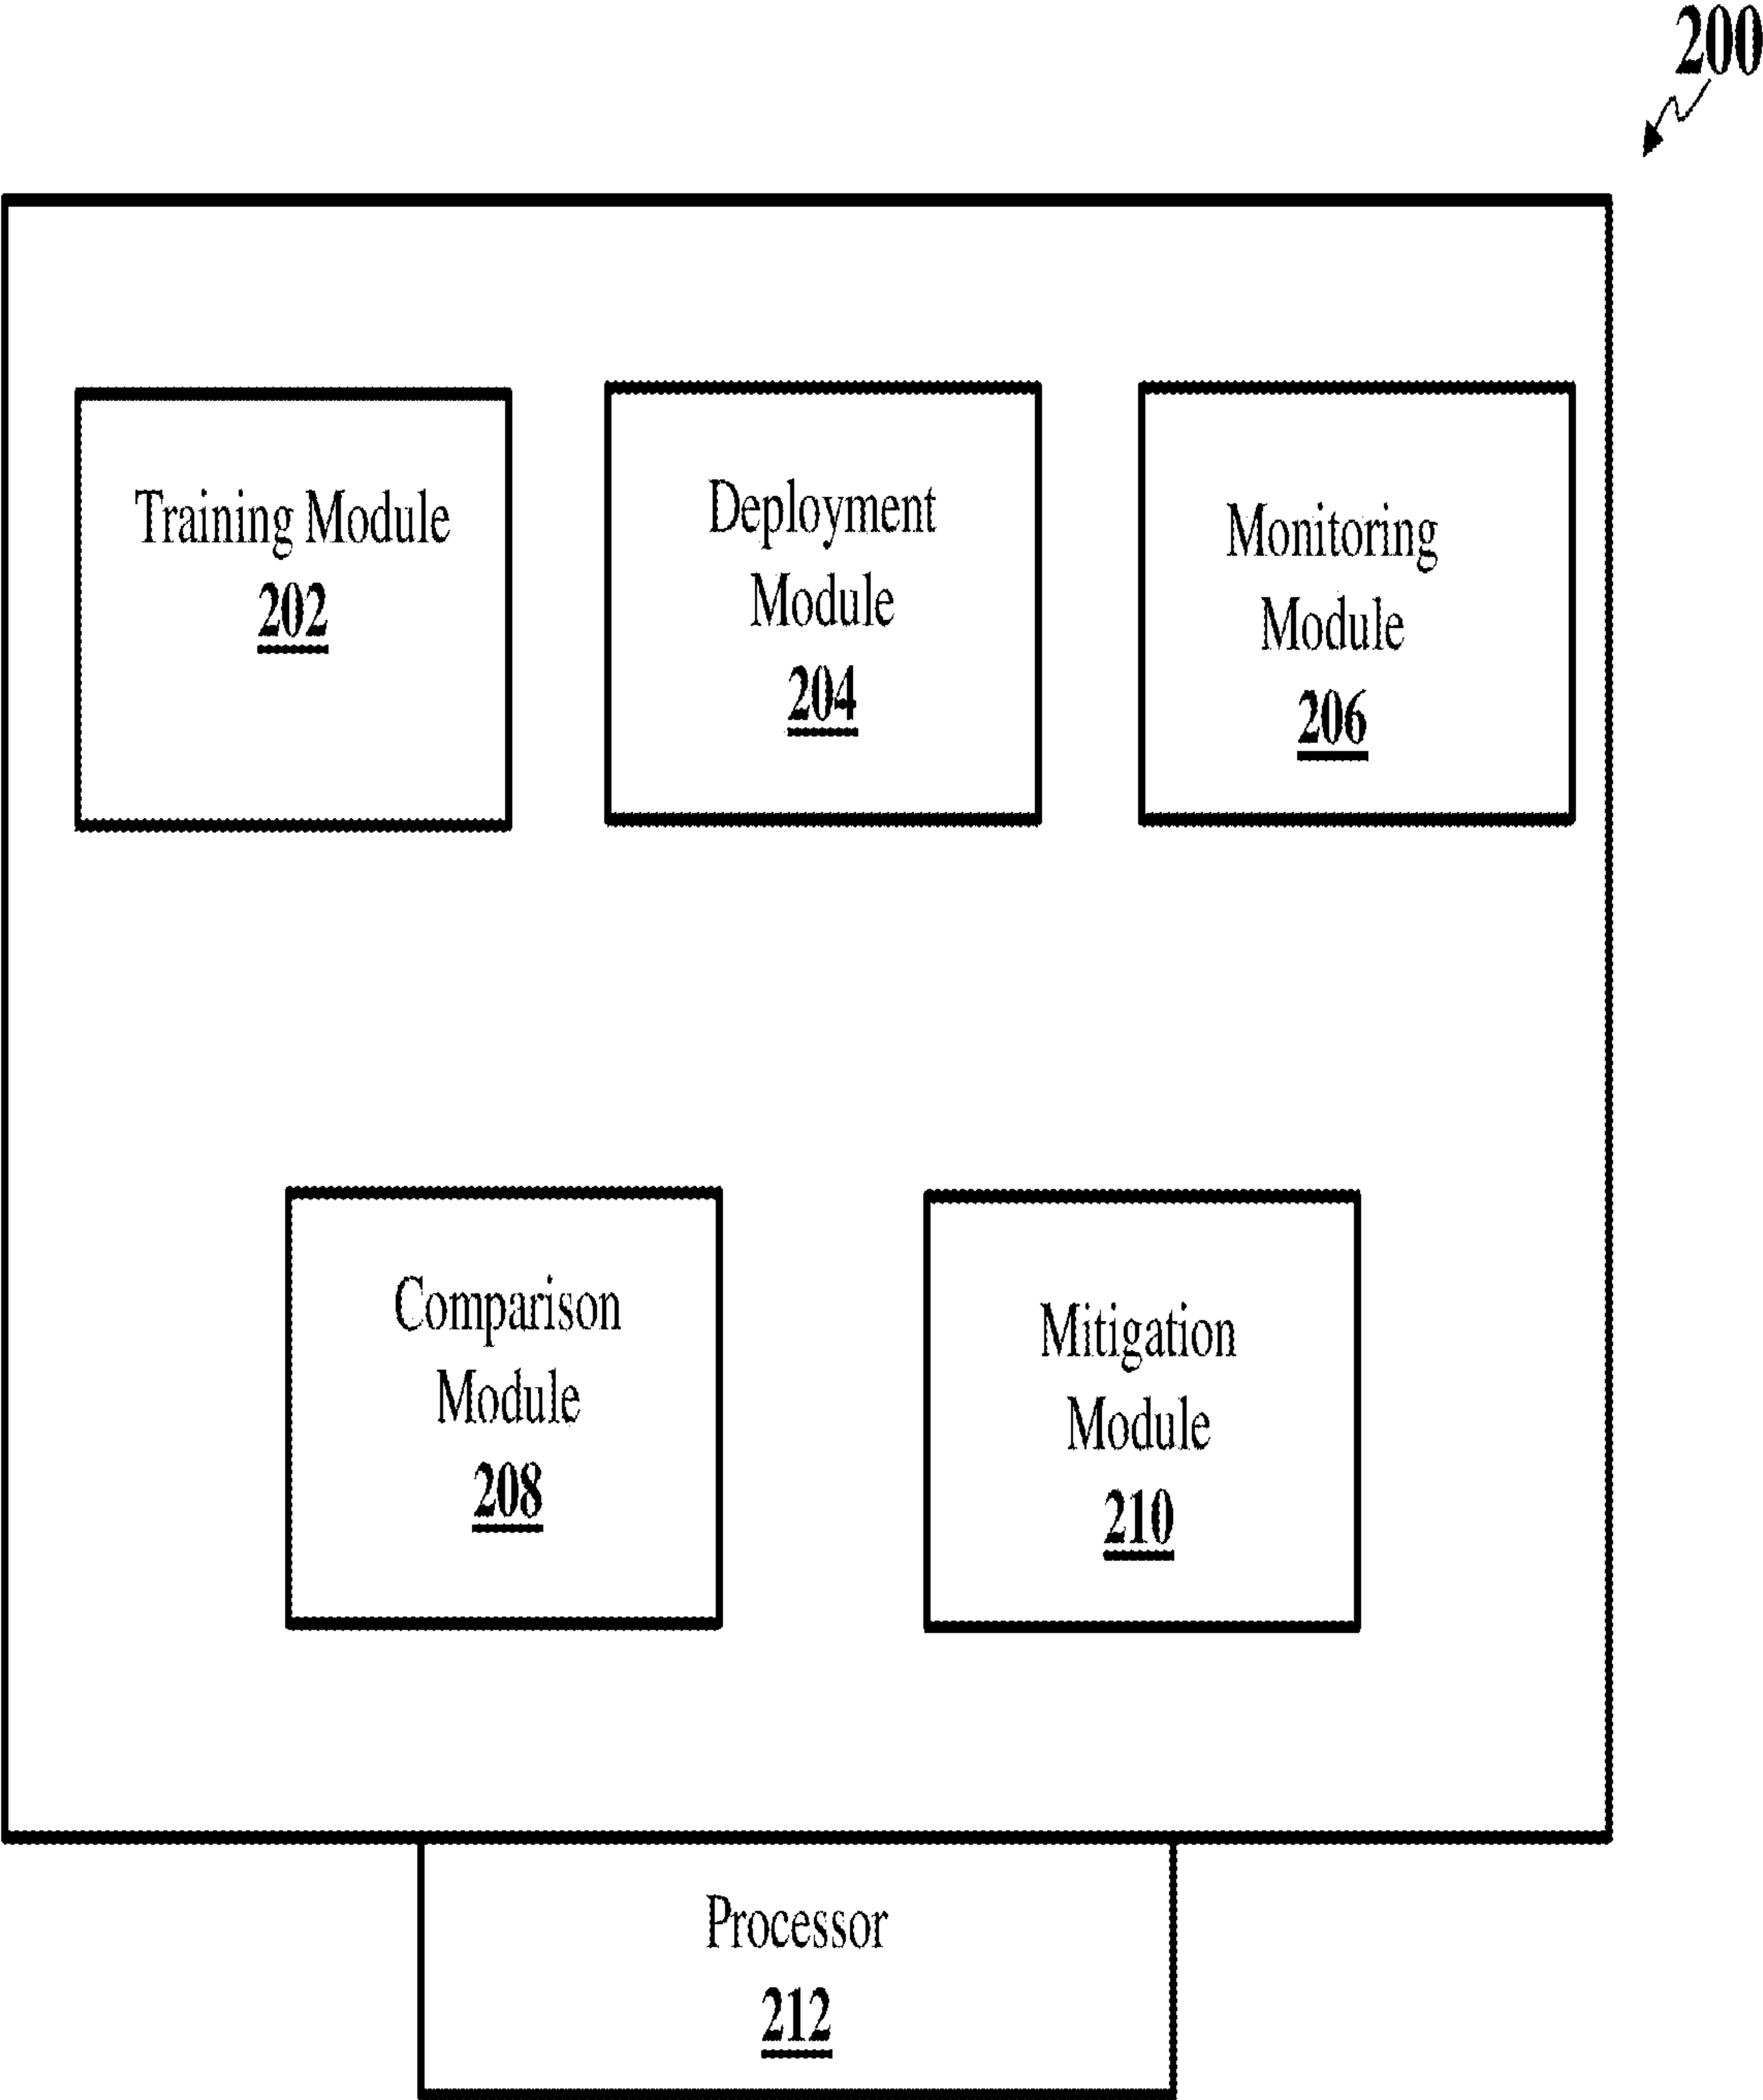 200
Training Module
202
Deployment
Module
204
Monitoring
Module
206
Comparison
Module
208
Mitigation
Module
210
Processor
212